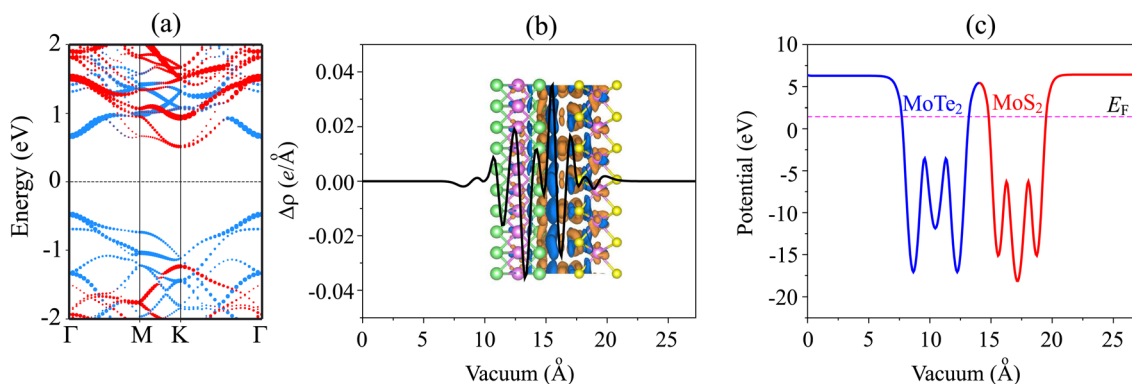 (a)
2
1
0
-1
-2
Energy (eV)
Γ
M
K
Γ
(b)
0.04
0.02
0.00
-0.02
-0.04
Δρ (e/Å)
0
5
10
15
20
25
Vacuum (Å)
(c)
10
5
0
-5
-10
-15
-20
Potential (eV)
MoTe₂
MoS₂
E_F
0
5
10
15
20
25
Vacuum (Å)